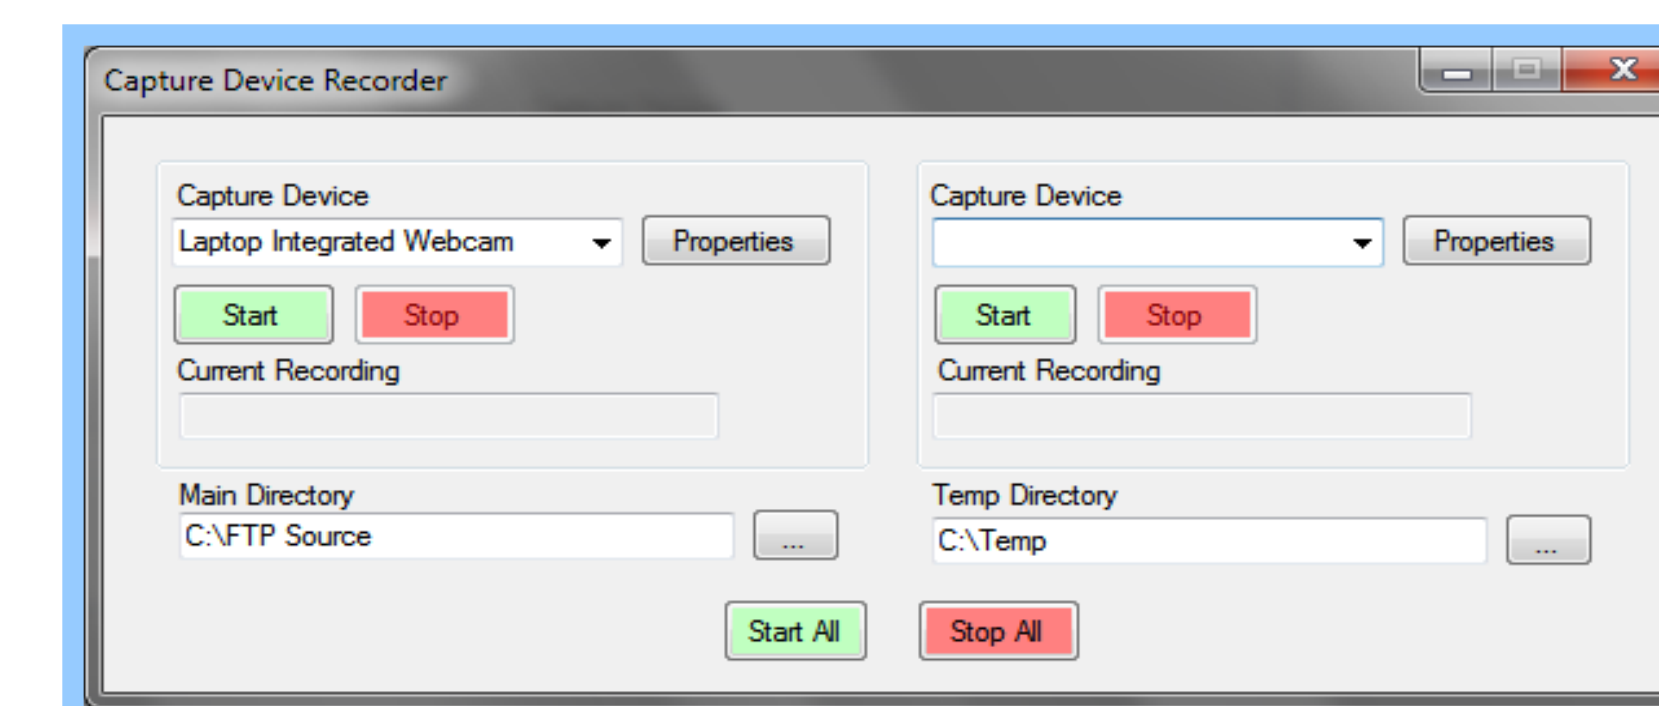 Capture Device Recorder
Capture Device
Laptop Integrated Webcam
Properties
Start
Stop
Current Recording
Capture Device
Properties
Start
Stop
Current Recording
Main Directory
C:\FTP Source
...
Temp Directory
C:\Temp
...
Start All
Stop All